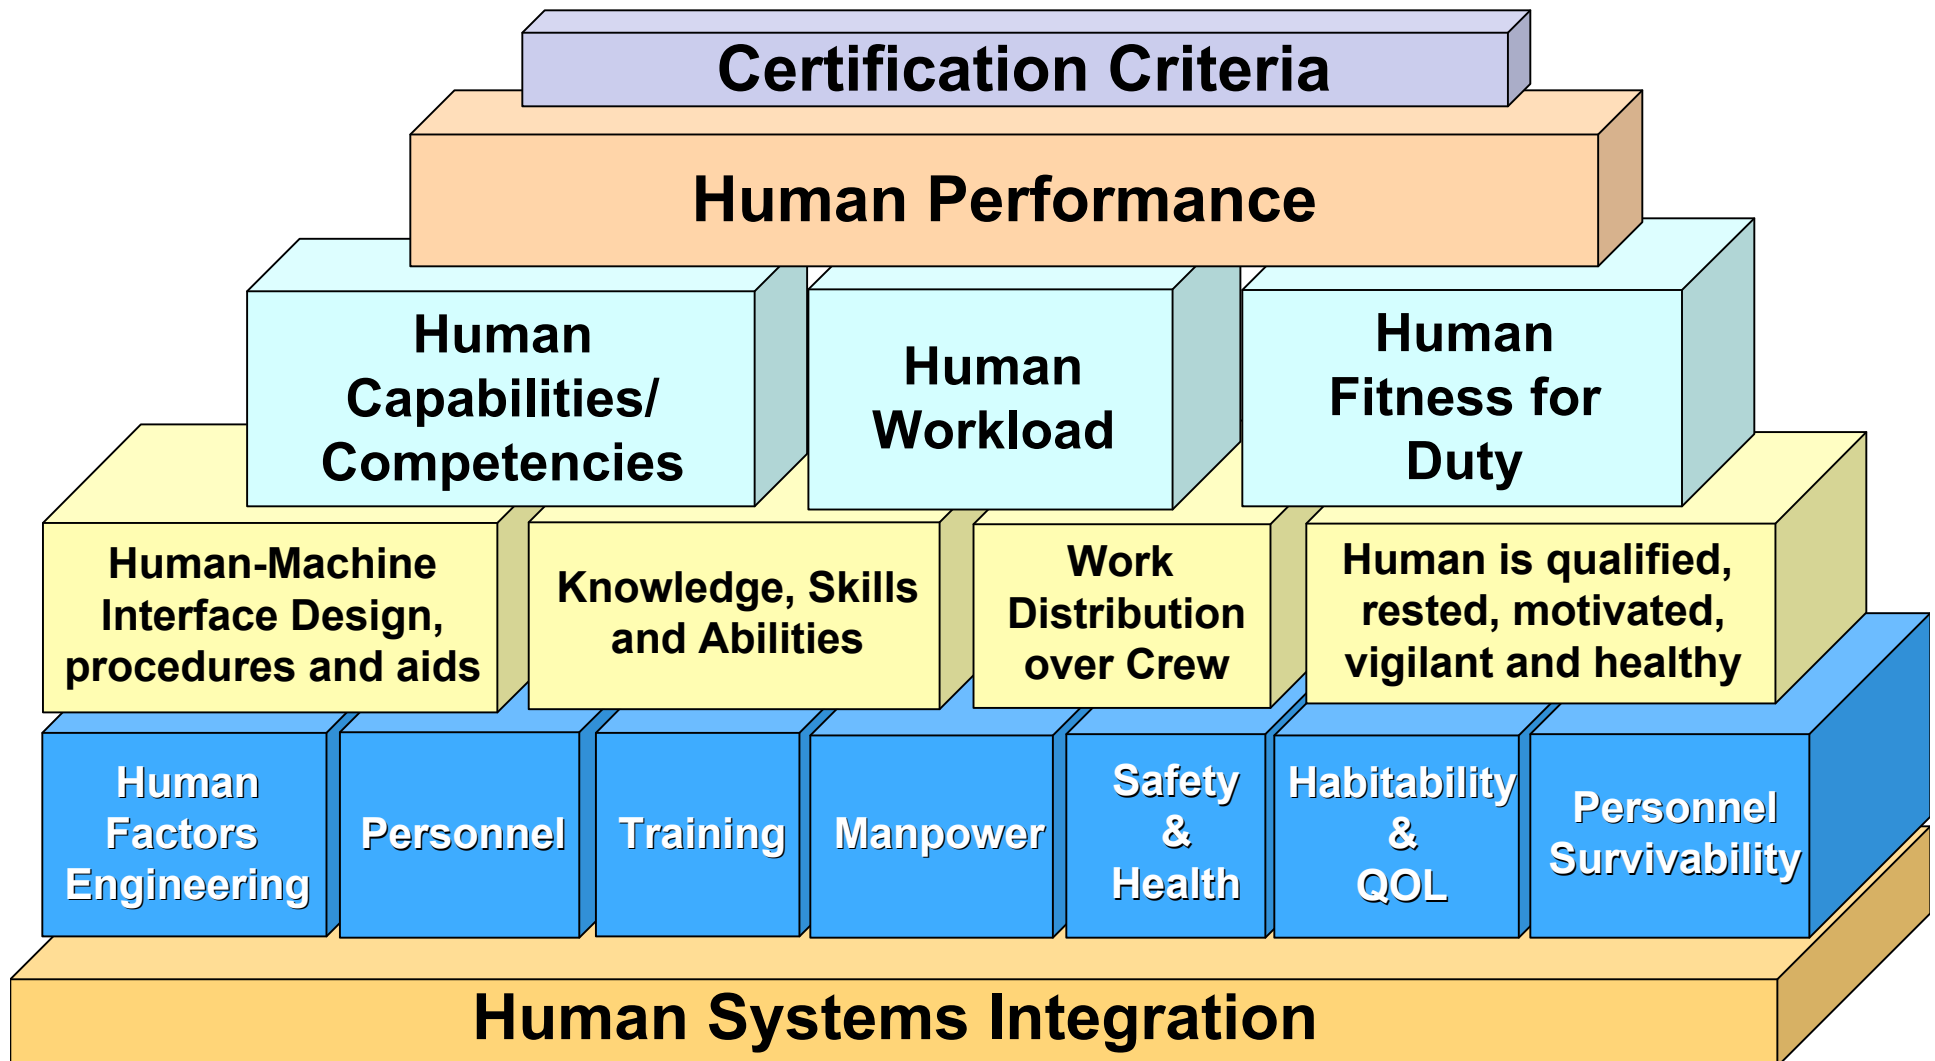 Certification Criteria
Human Performance
Human
Capabilities/
Competencies
Human
Workload
Human
Fitness for
Duty
Human-Machine
Interface Design,
procedures and aids
Knowledge, Skills
and Abilities
Work
Distribution
over Crew
Human is qualified,
rested, motivated,
vigilant and healthy
Human
Factors
Engineering
Personnel
Training
Manpower
Safety
&
Health
Habitability
&
QOL
Personnel
Survivability
Human Systems Integration